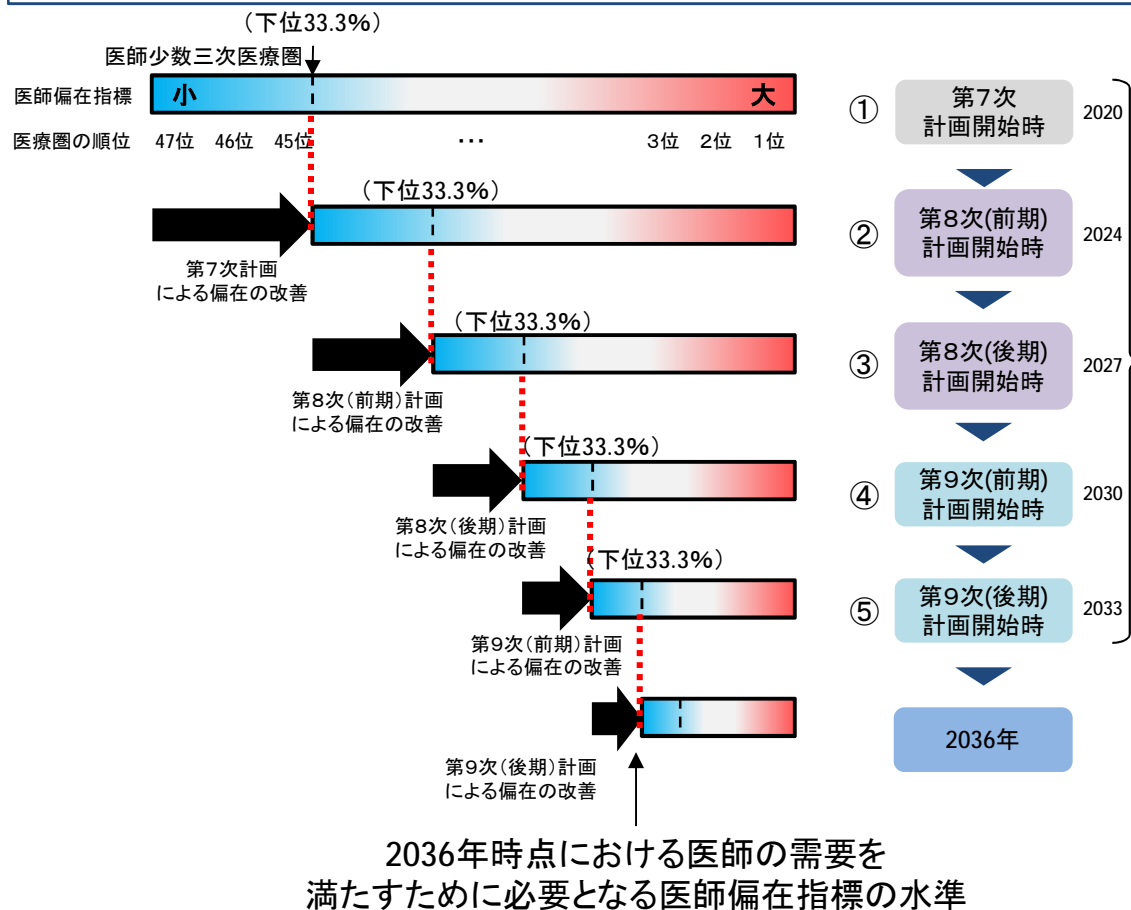 (下位33.3%)
医師少数三次医療圏
医師偏在指標
小
大
医療圏の順位 47位 46位 45位 ・・・ 3位 2位 1位
①
第7次
計画開始時
2020
(下位33.3%)
第7次計画
による偏在の改善
②
第8次(前期)
計画開始時
2024
(下位33.3%)
第8次(前期)計画
による偏在の改善
③
第8次(後期)
計画開始時
2027
(下位33.3%)
第8次(後期)計画
による偏在の改善
④
第9次(前期)
計画開始時
2030
(下位33.3%)
第9次(前期)計画
による偏在の改善
⑤
第9次(後期)
計画開始時
2033
第9次(後期)計画
による偏在の改善
2036年
2036年時点における医師の需要を
満たすために必要となる医師偏在指標の水準